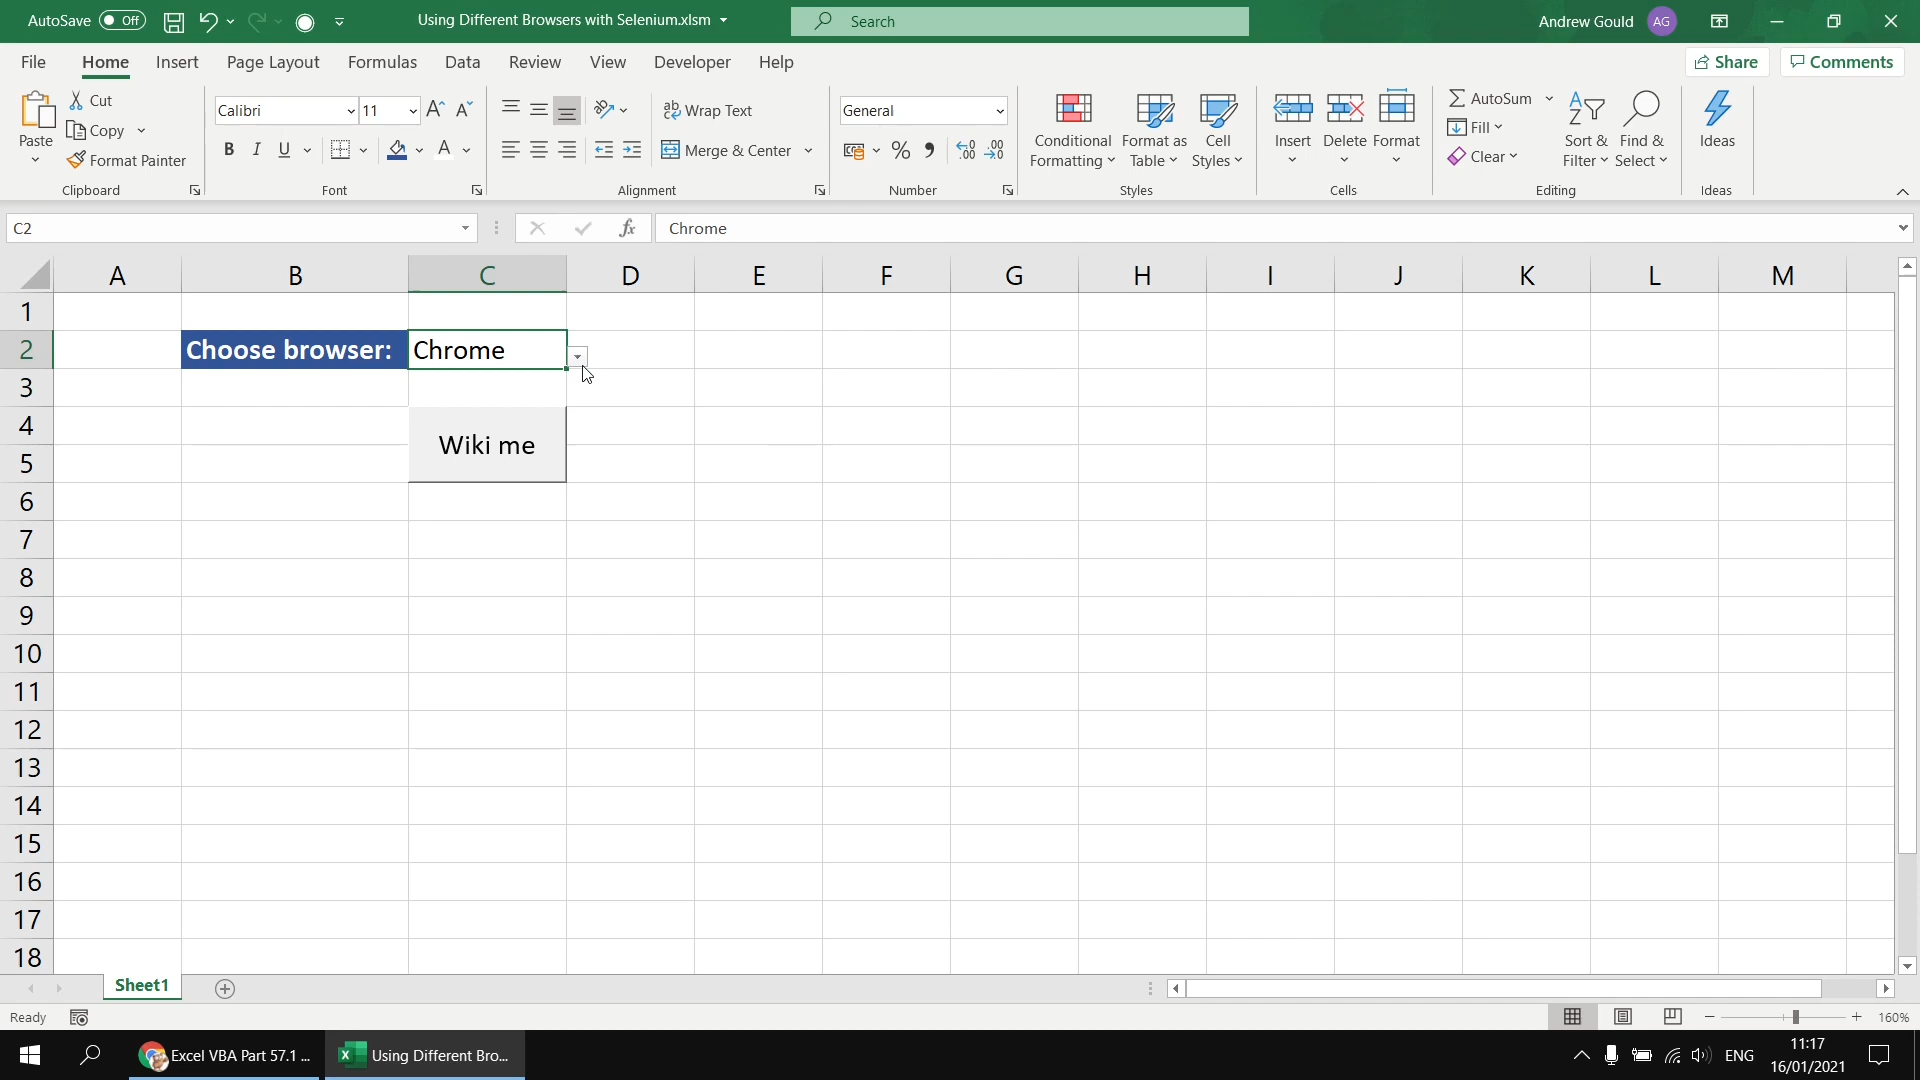 AutoSave Off
Using Different Browsers with Selenium.xlsm
Search
Andrew Gould AG
File Home Insert Page Layout Formulas Data Review View Developer Help
Share Comments
Paste
Cut
Copy
Format Painter
Clipboard
Calibri 11
B I U
Font
Wrap Text
Merge & Center
Alignment
General
Number
Conditional Formatting
Format as Table
Cell Styles
Styles
Insert Delete Format
Cells
AutoSum
Fill
Clear
Sort & Filter
Find & Select
Editing
Ideas
Ideas
C2 fx Chrome
A B C D E F G H I J K L M
1
2 Choose browser: Chrome
3
4
Wiki me
5
6
7
8
9
10
11
12
13
14
15
16
17
18
Sheet1
Ready 160%
Excel VBA Part 57.1 ...
Using Different Bro...
ENG
11:17
16/01/2021